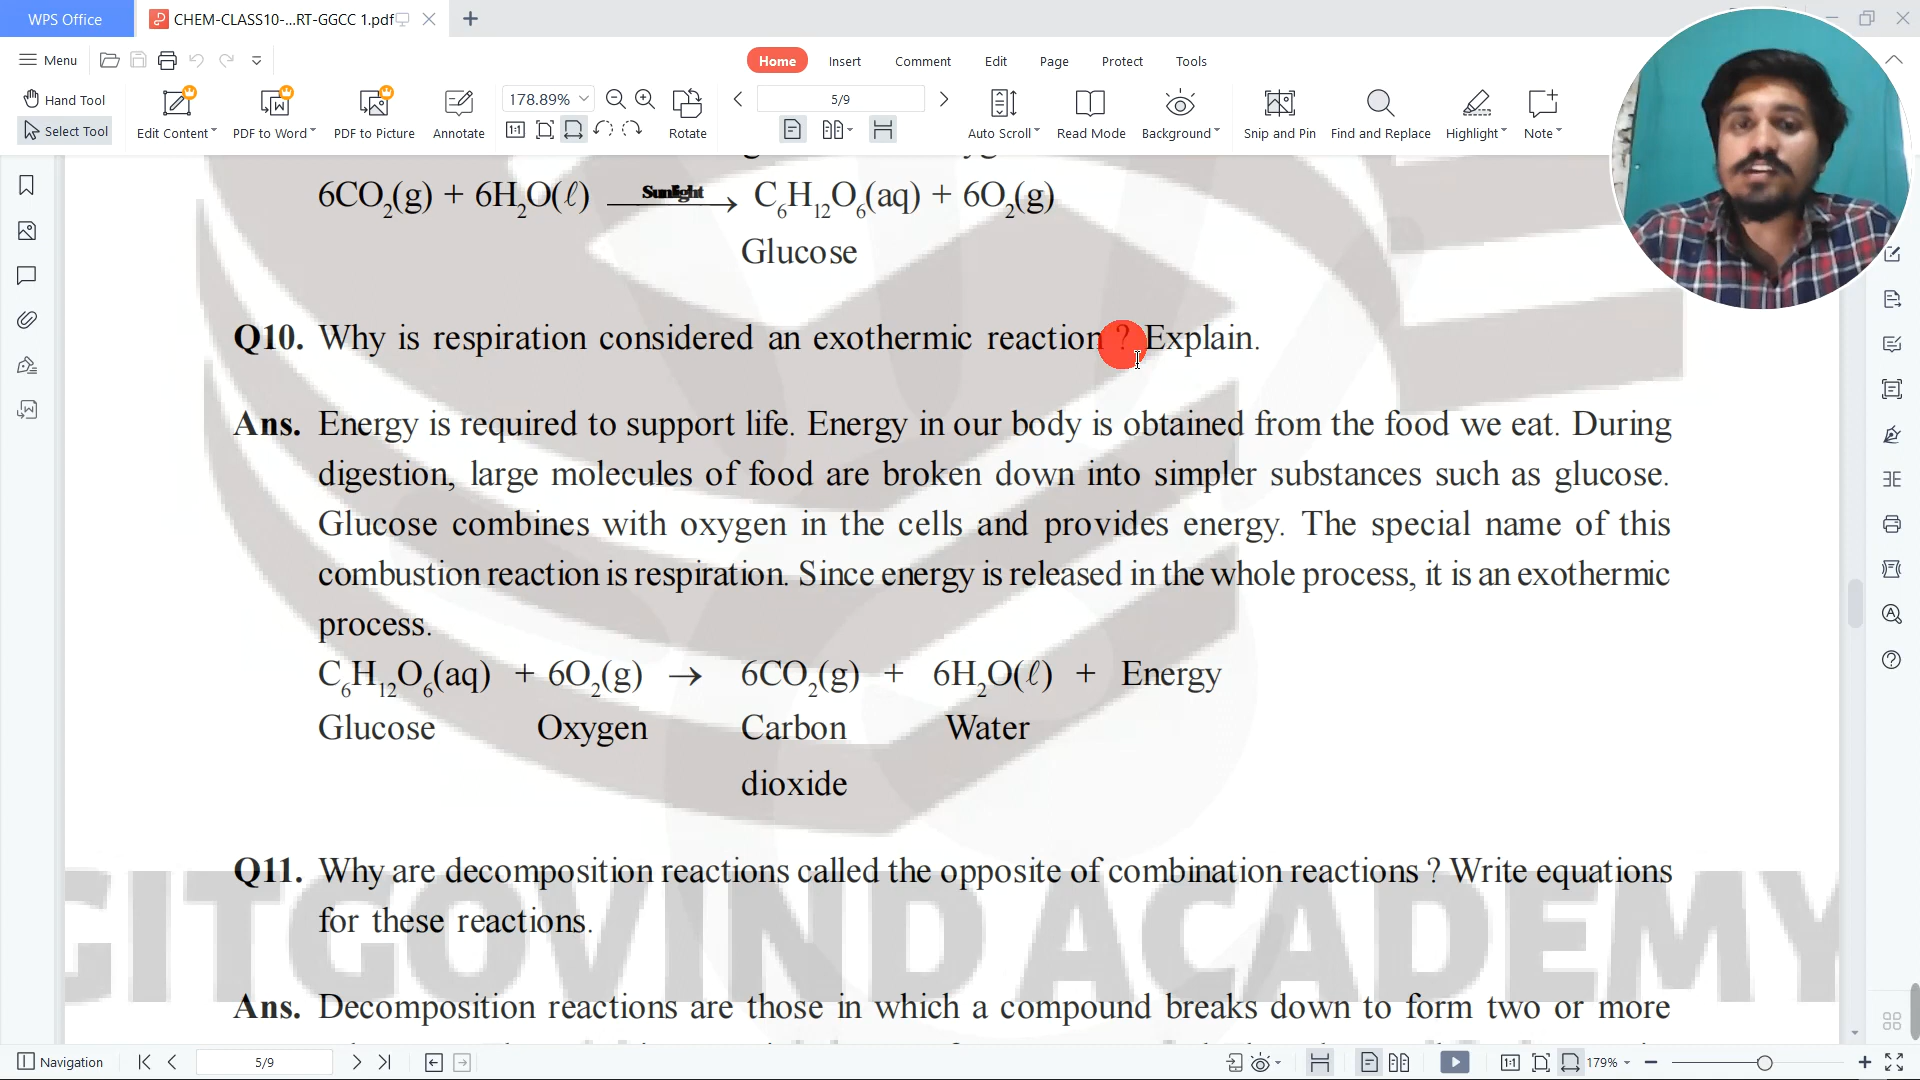 WPS Office
CHEM-CLASS10-...RT-GGCC 1.pdf
Menu
Home Insert Comment Edit Page Protect Tools
Hand Tool
Select Tool
Edit Content PDF to Word PDF to Picture Annotate
178.89%
Rotate
5/9
Auto Scroll Read Mode Background Snip and Pin Find and Replace Highlight Note
6CO2(g) + 6H2O(ℓ) Sunlight → C6H12O6(aq) + 6O2(g)
Glucose
Q10. Why is respiration considered an exothermic reaction ? Explain.
Ans. Energy is required to support life. Energy in our body is obtained from the food we eat. During
digestion, large molecules of food are broken down into simpler substances such as glucose.
Glucose combines with oxygen in the cells and provides energy. The special name of this
combustion reaction is respiration. Since energy is released in the whole process, it is an exothermic
process.
C6H12O6(aq) + 6O2(g) → 6CO2(g) + 6H2O(ℓ) + Energy
Glucose Oxygen Carbon Water
dioxide
Q11. Why are decomposition reactions called the opposite of combination reactions ? Write equations
for these reactions.
GITGOVIND ACADEMY
Ans. Decomposition reactions are those in which a compound breaks down to form two or more
Navigation 5/9 179%